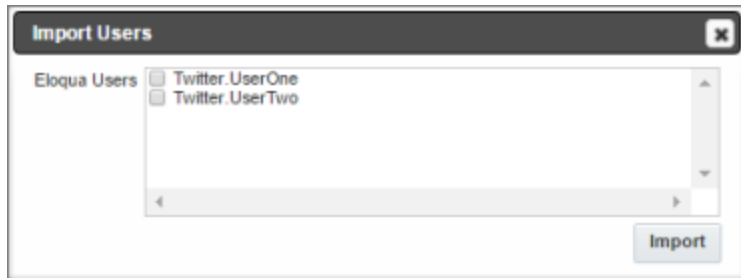 Import Users
Eloqua Users
Twitter.UserOne
Twitter.UserTwo
Import